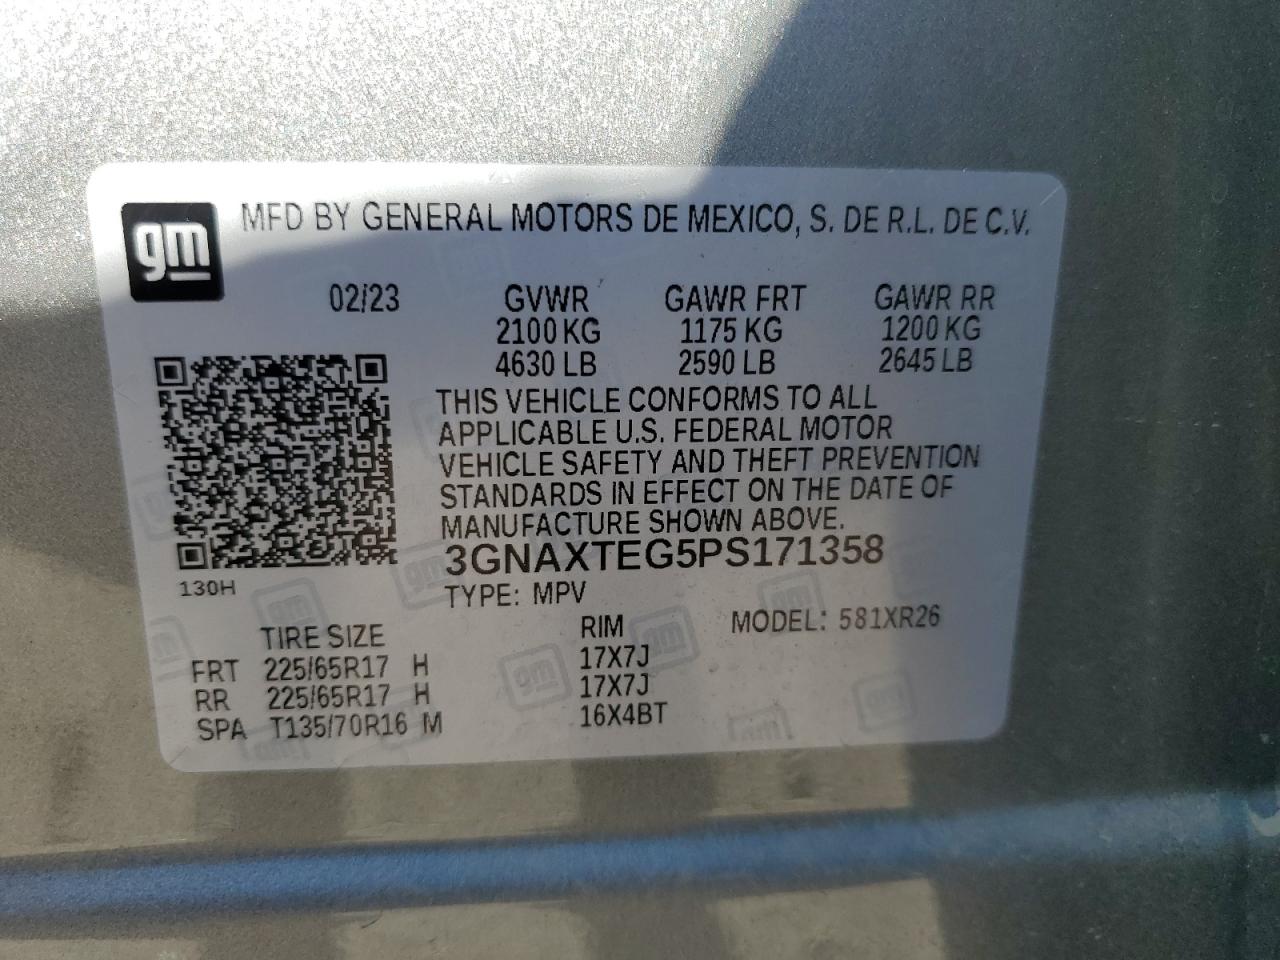 gm MFD BY GENERAL MOTORS DE MEXICO, S. DE R.L. DE C.V.
02/23 GVWR GAWR FRT GAWR RR
2100 KG 1175 KG 1200 KG
4630 LB 2590 LB 2645 LB
THIS VEHICLE CONFORMS TO ALL
APPLICABLE U.S. FEDERAL MOTOR
VEHICLE SAFETY AND THEFT PREVENTION
STANDARDS IN EFFECT ON THE DATE OF
MANUFACTURE SHOWN ABOVE.
3GNAXTEG5PS171358
130H
TYPE: MPV
TIRE SIZE RIM MODEL: 581XR26
FRT 225/65R17 H 17X7J
RR 225/65R17 H 17X7J
SPA T135/70R16 M 16X4BT